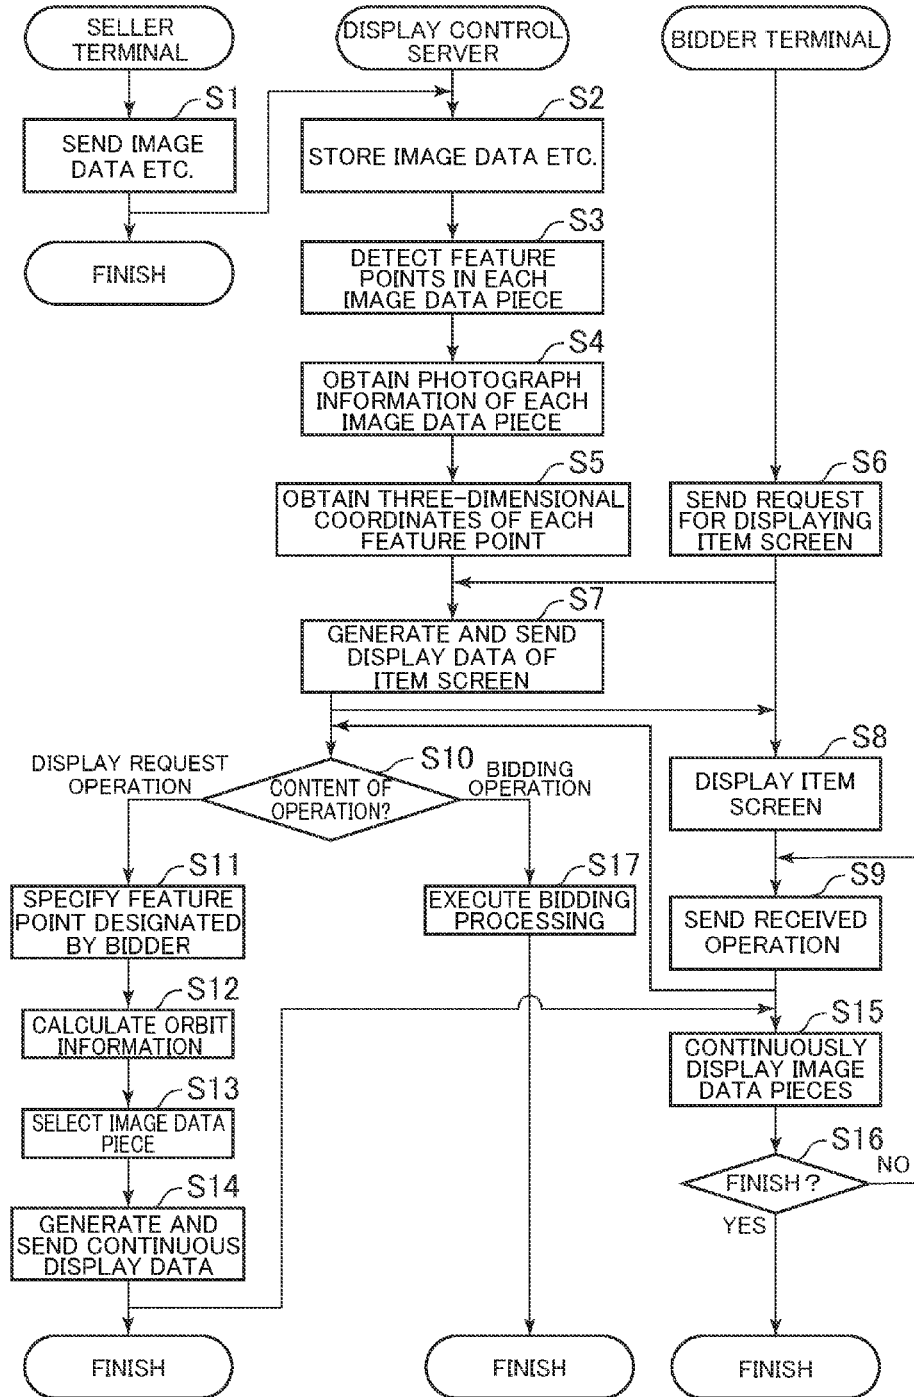 SELLER
TERMINAL
DISPLAY CONTROL
SERVER
BIDDER TERMINAL
S1
SEND IMAGE
DATA ETC.
FINISH
S2
STORE IMAGE DATA ETC.
S3
DETECT FEATURE
POINTS IN EACH
IMAGE DATA PIECE
S4
OBTAIN PHOTOGRAPH
INFORMATION OF EACH
IMAGE DATA PIECE
S5
OBTAIN THREE-DIMENSIONAL
COORDINATES OF EACH
FEATURE POINT
S6
SEND REQUEST
FOR DISPLAYING
ITEM SCREEN
S7
GENERATE AND SEND
DISPLAY DATA OF
ITEM SCREEN
S8
DISPLAY ITEM
SCREEN
S9
SEND RECEIVED
OPERATION
S10
CONTENT OF
OPERATION?
DISPLAY REQUEST
OPERATION
BIDDING
OPERATION
S11
SPECIFY FEATURE
POINT DESIGNATED
BY BIDDER
S17
EXECUTE BIDDING
PROCESSING
S12
CALCULATE ORBIT
INFORMATION
S13
SELECT IMAGE DATA
PIECE
S14
GENERATE AND
SEND CONTINUOUS
DISPLAY DATA
S15
CONTINUOUSLY
DISPLAY IMAGE
DATA PIECES
S16
FINISH?
NO
YES
FINISH
FINISH
FINISH